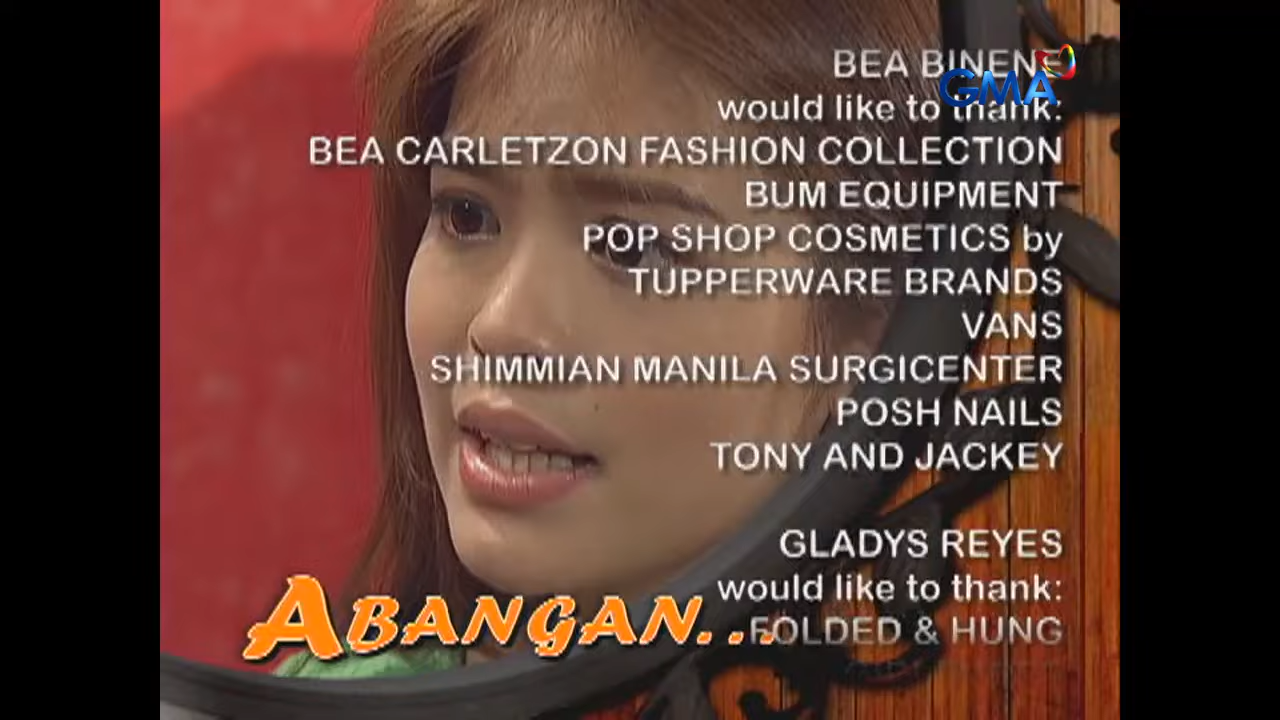 BEA BINENE
GMA
would like to thank:
BEA CARLETZON FASHION COLLECTION
BUM EQUIPMENT
POP SHOP COSMETICS by
TUPPERWARE BRANDS
VANS
SHIMMIAN MANILA SURGICENTER
POSH NAILS
TONY AND JACKEY
GLADYS REYES
would like to thank:
ABANGAN...
FOLDED & HUNG